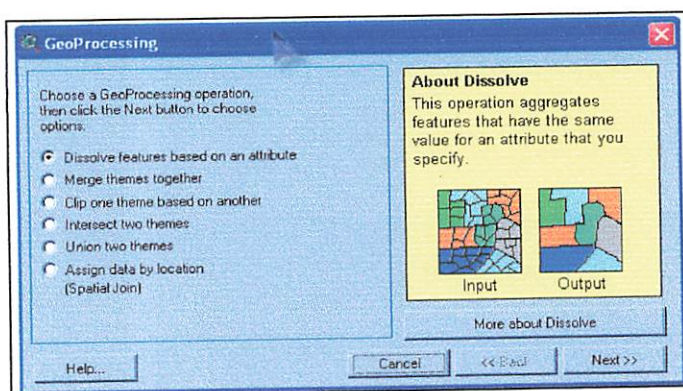 GeoProcessing
Choose a GeoProcessing operation,
then click the Next button to choose
options.
Dissolve features based on an attribute
Merge themes together
Clip one theme based on another
Intersect two themes
Union two themes
Assign data by location
(Spatial Join)
About Dissolve
This operation aggregates
features that have the same
value for an attribute that you
specify.
Input
Output
More about Dissolve
Help...
Cancel
<< Back
Next >>